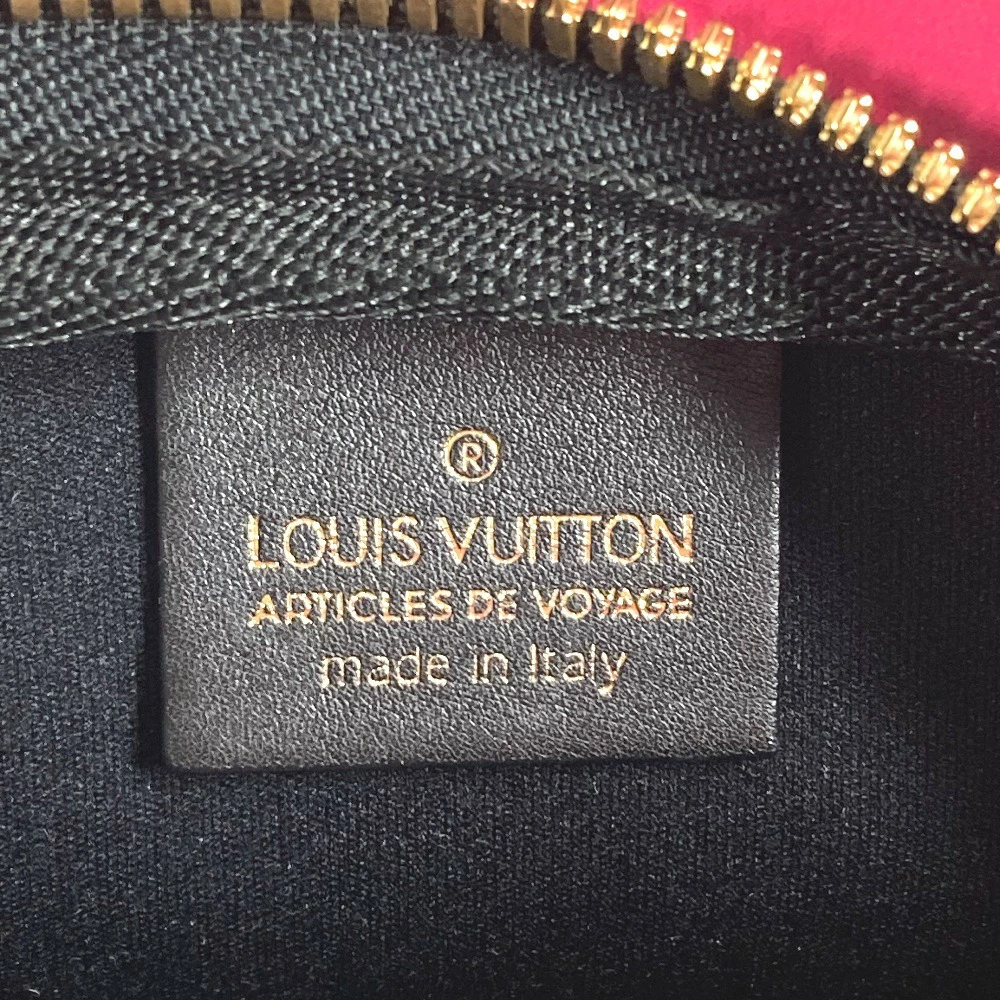 ®
LOUIS VUITTON
ARTICLES DE VOYAGE
made in Italy